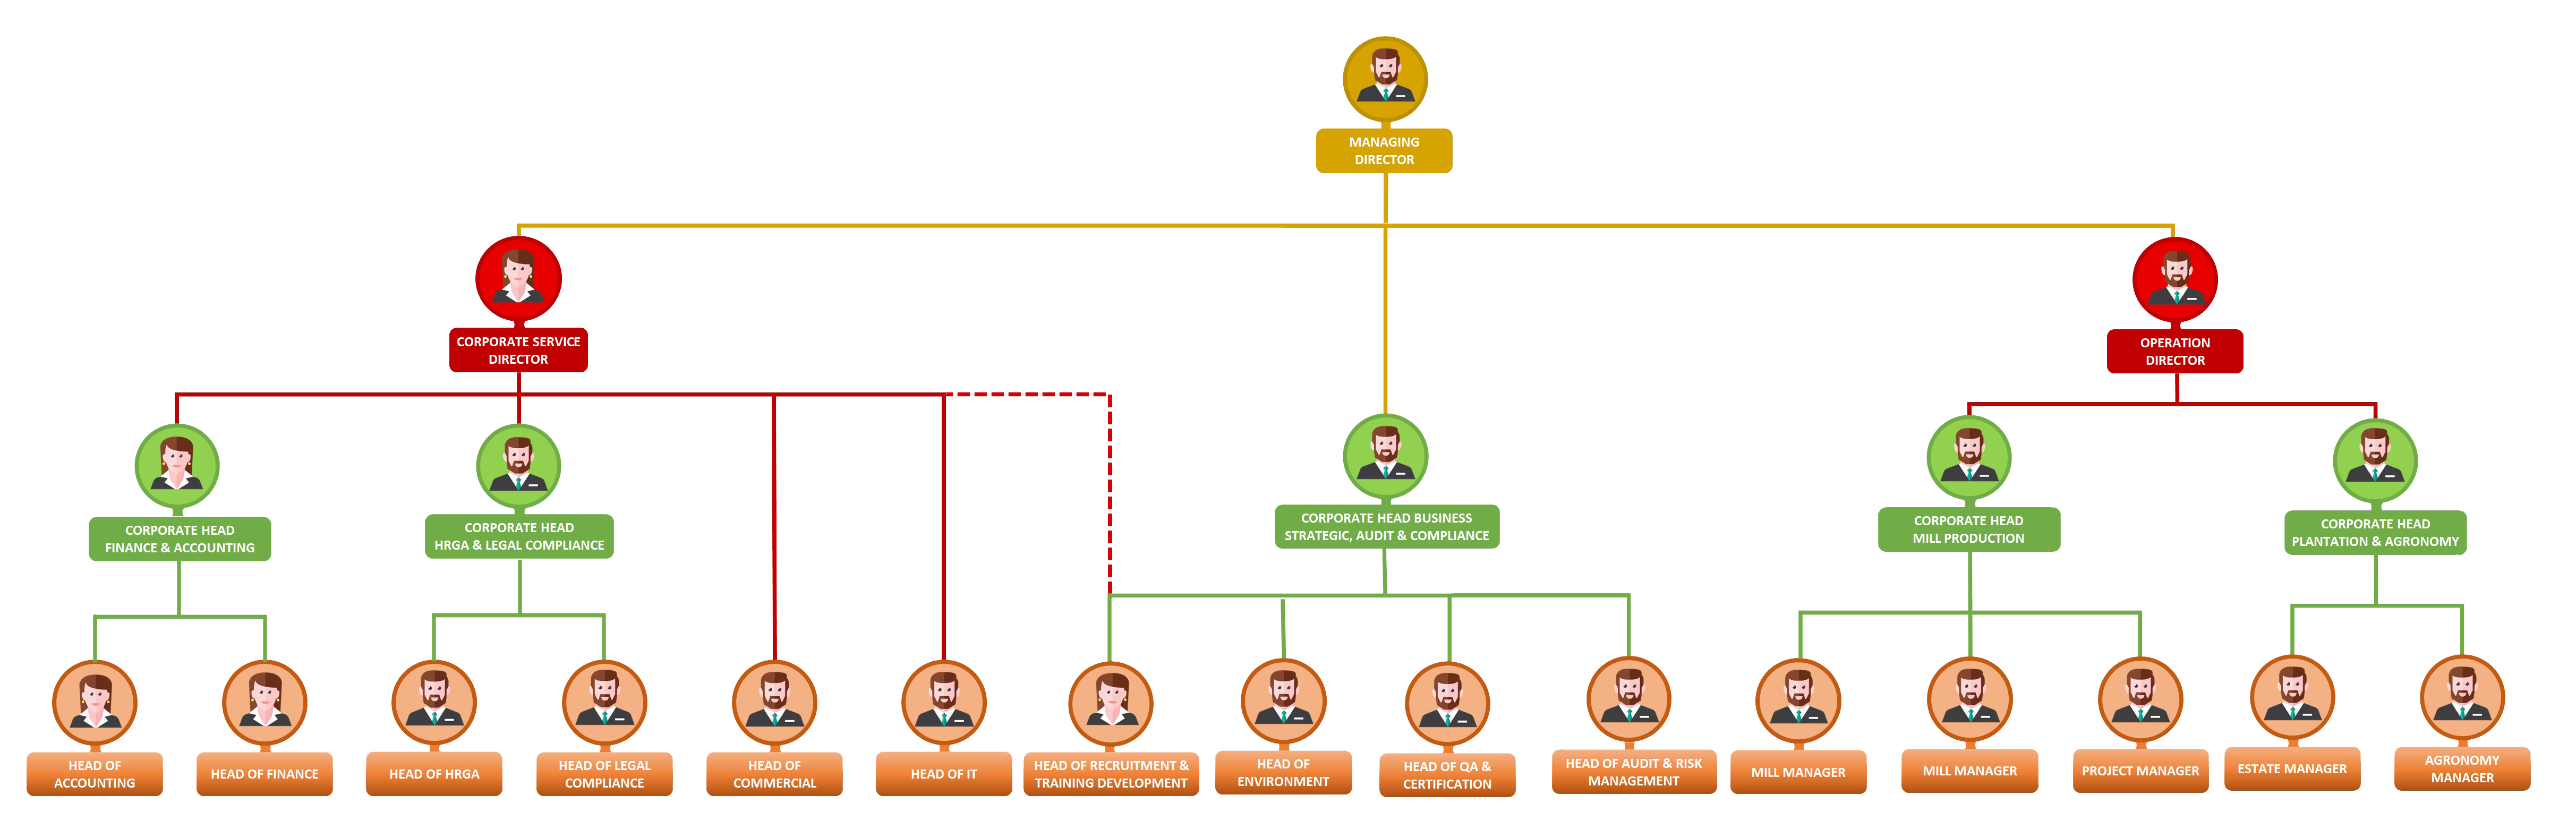 MANAGING
DIRECTOR
CORPORATE SERVICE
DIRECTOR
OPERATION
DIRECTOR
CORPORATE HEAD
FINANCE & ACCOUNTING
CORPORATE HEAD
HRGA & LEGAL COMPLIANCE
CORPORATE HEAD BUSINESS
STRATEGIC, AUDIT & COMPLIANCE
CORPORATE HEAD
MILL PRODUCTION
CORPORATE HEAD
PLANTATION & AGRONOMY
HEAD OF
ACCOUNTING
HEAD OF FINANCE
HEAD OF HRGA
HEAD OF LEGAL
COMPLIANCE
HEAD OF
COMMERCIAL
HEAD OF IT
HEAD OF RECRUITMENT &
TRAINING DEVELOPMENT
HEAD OF
ENVIRONMENT
HEAD OF QA &
CERTIFICATION
HEAD OF AUDIT & RISK
MANAGEMENT
MILL MANAGER
MILL MANAGER
PROJECT MANAGER
ESTATE MANAGER
AGRONOMY
MANAGER